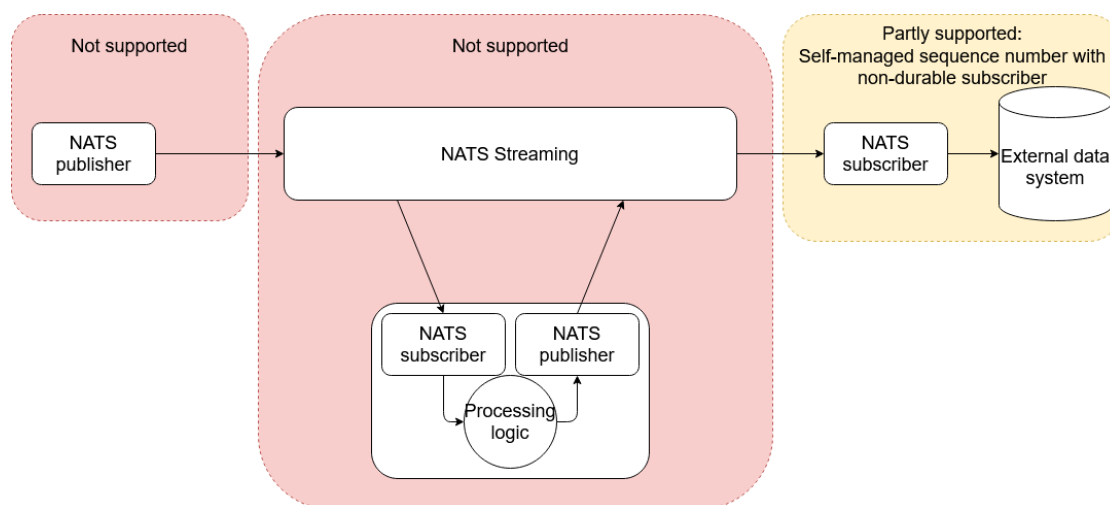 Not supported
Not supported
Partly supported:
Self-managed sequence number with
non-durable subscriber
NATS
publisher
NATS Streaming
NATS
subscriber
External data
system
NATS
subscriber
NATS
publisher
Processing
logic